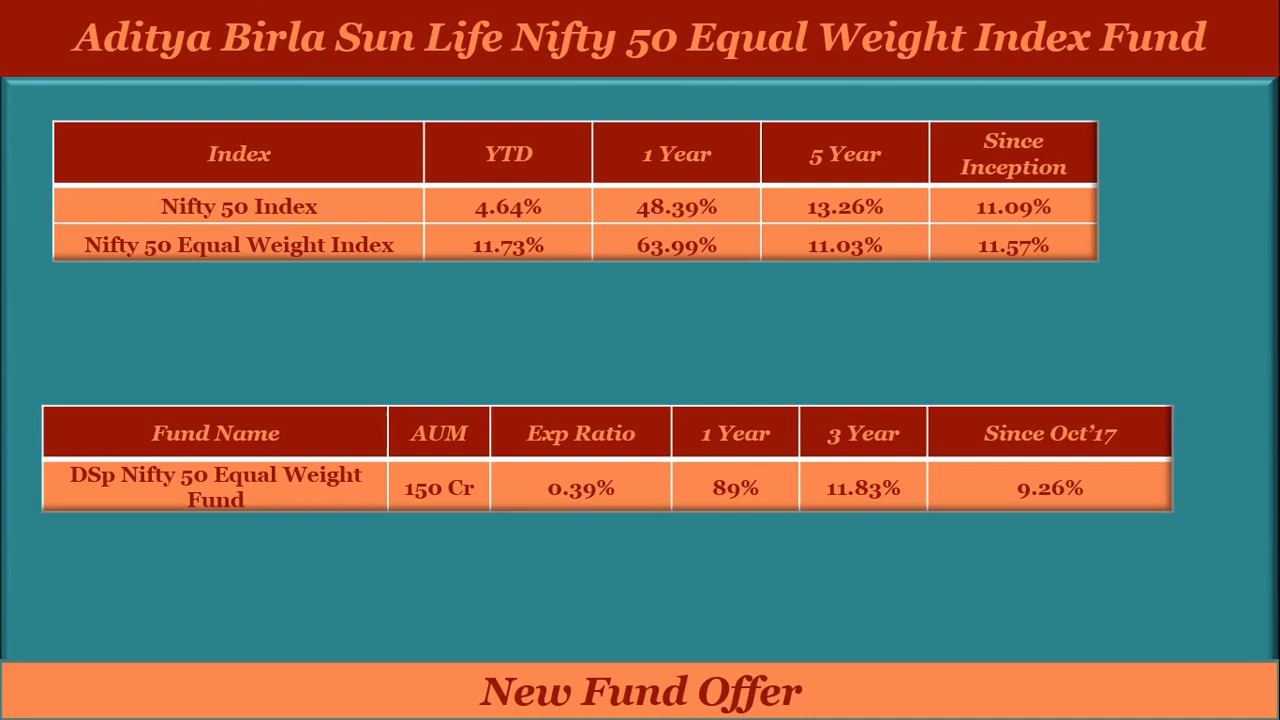 Aditya Birla Sun Life Nifty 50 Equal Weight Index Fund
Index YTD 1 Year 5 Year Since Inception
Nifty 50 Index 4.64% 48.39% 13.26% 11.09%
Nifty 50 Equal Weight Index 11.73% 63.99% 11.03% 11.57%
Fund Name AUM Exp Ratio 1 Year 3 Year Since Oct’17
DSp Nifty 50 Equal Weight Fund 150 Cr 0.39% 89% 11.83% 9.26%
New Fund Offer